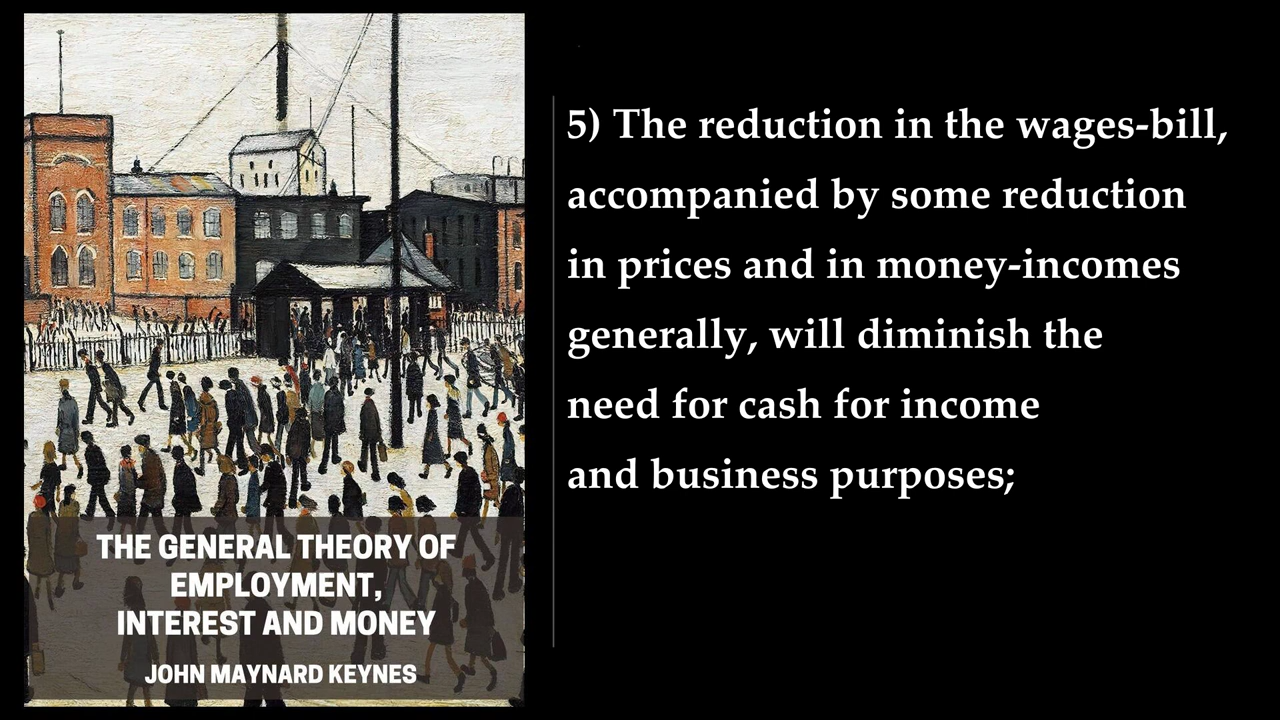 THE GENERAL THEORY OF
EMPLOYMENT,
INTEREST AND MONEY
JOHN MAYNARD KEYNES
5) The reduction in the wages-bill,
accompanied by some reduction
in prices and in money-incomes
generally, will diminish the
need for cash for income
and business purposes;